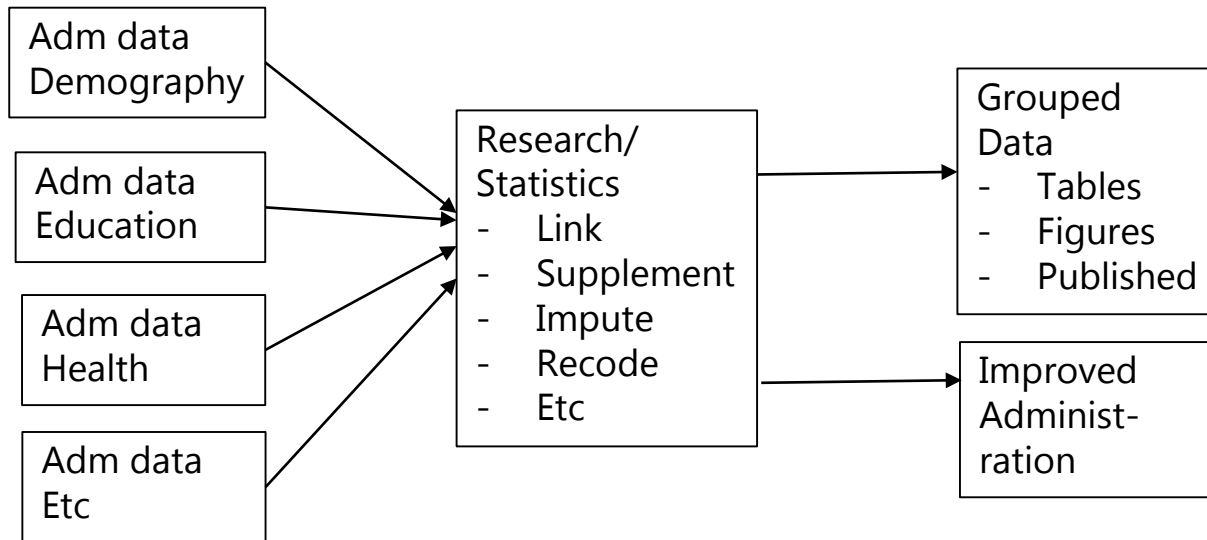 Adm data
Demography
Adm data
Education
Adm data
Health
Adm data
Etc
Research/
Statistics
- Link
- Supplement
- Impute
- Recode
- Etc
Grouped
Data
- Tables
- Figures
- Published
Improved
Administ-
ration